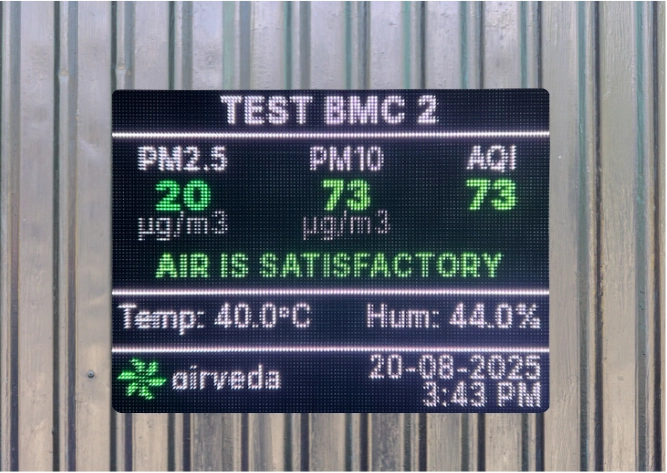 TEST BMC 2
PM2.5 PM10 AQI
20 73 73
µg/m3 µg/m3
AIR IS SATISFACTORY
Temp: 40.0°C Hum: 44.0%
airveda 20-08-2025
3:43 PM